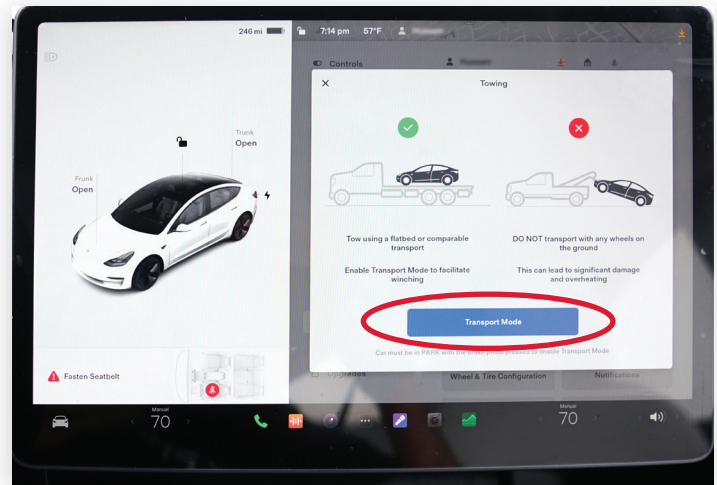 246 mi
7:14 pm 57°F
Controls
Towing
Trunk
Open
Frunk
Open
Tow using a flatbed or comparable
transport
DO NOT transport with any wheels on
the ground
Enable Transport Mode to facilitate
winching
This can lead to significant damage
and overheating
Transport Mode
Car must be in PARK with the brake pedal pressed to enable Transport Mode
Fasten Seatbelt
Upgrades
Wheel & Tire Configuration
Notifications
Manual
70
Manual
70